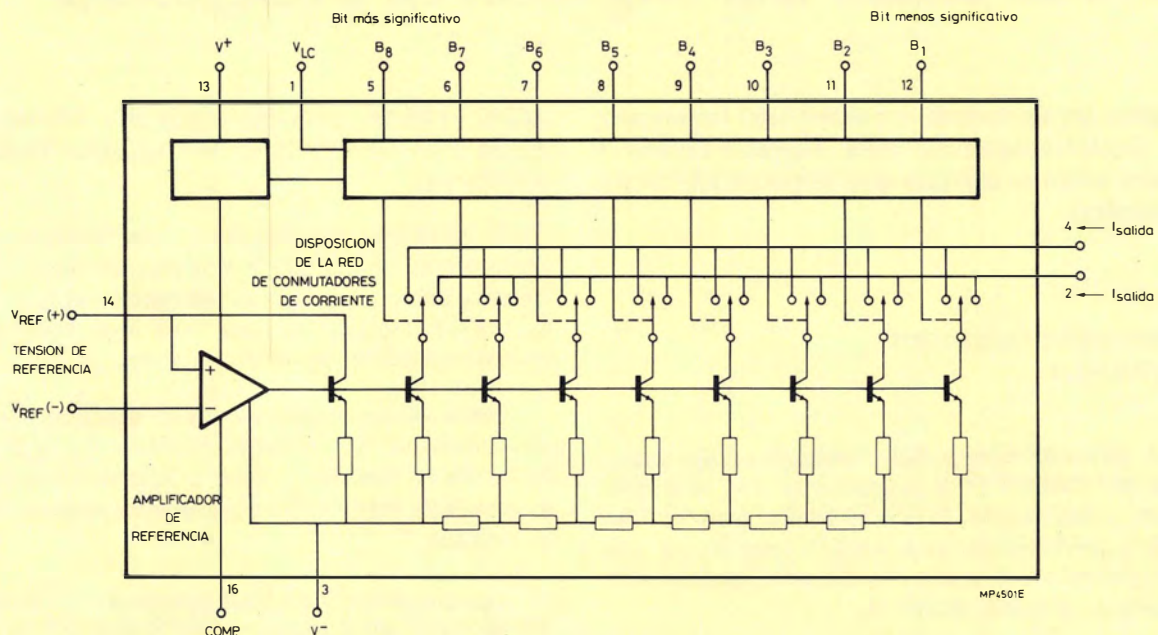 Bit más significativo
Bit menos significativo
V+
VLC
B8
B7
B6
B5
B4
B3
B2
B1
13
1
5
6
7
8
9
10
11
12
DISPOSICION
DE LA RED
DE CONMUTADORES
DE CORRIENTE
4 ← Isalida
2 ← Isalida
14
VREF(+)
TENSION DE
REFERENCIA
VREF(-)
+
−
AMPLIFICADOR
DE
REFERENCIA
16
3
COMP
V−
MP4501E